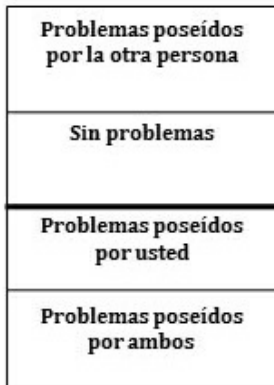 Problemas poseídos
por la otra persona
Sin problemas
Problemas poseídos
por usted
Problemas poseídos
por ambos